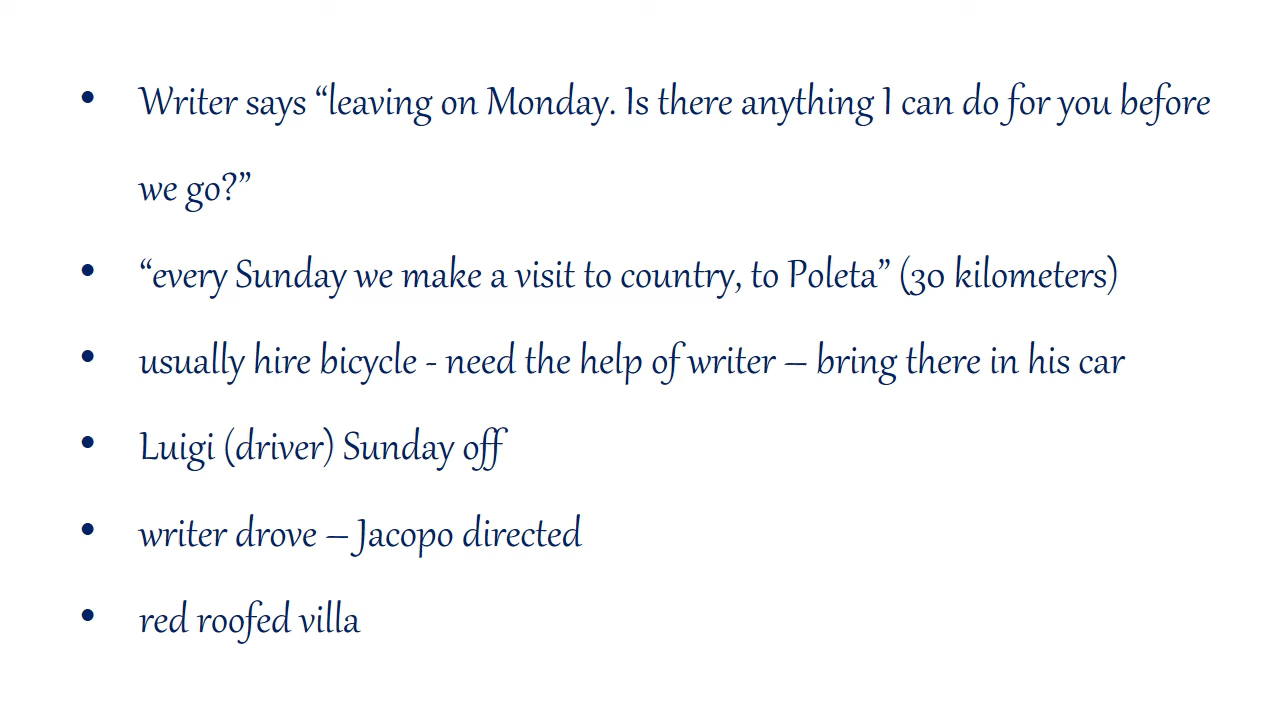 • Writer says “leaving on Monday. Is there anything I can do for you before
we go?”
• “every Sunday we make a visit to country, to Poleta” (30 kilometers)
• usually hire bicycle - need the help of writer – bring there in his car
• Luigi (driver) Sunday off
• writer drove – Jacopo directed
• red roofed villa